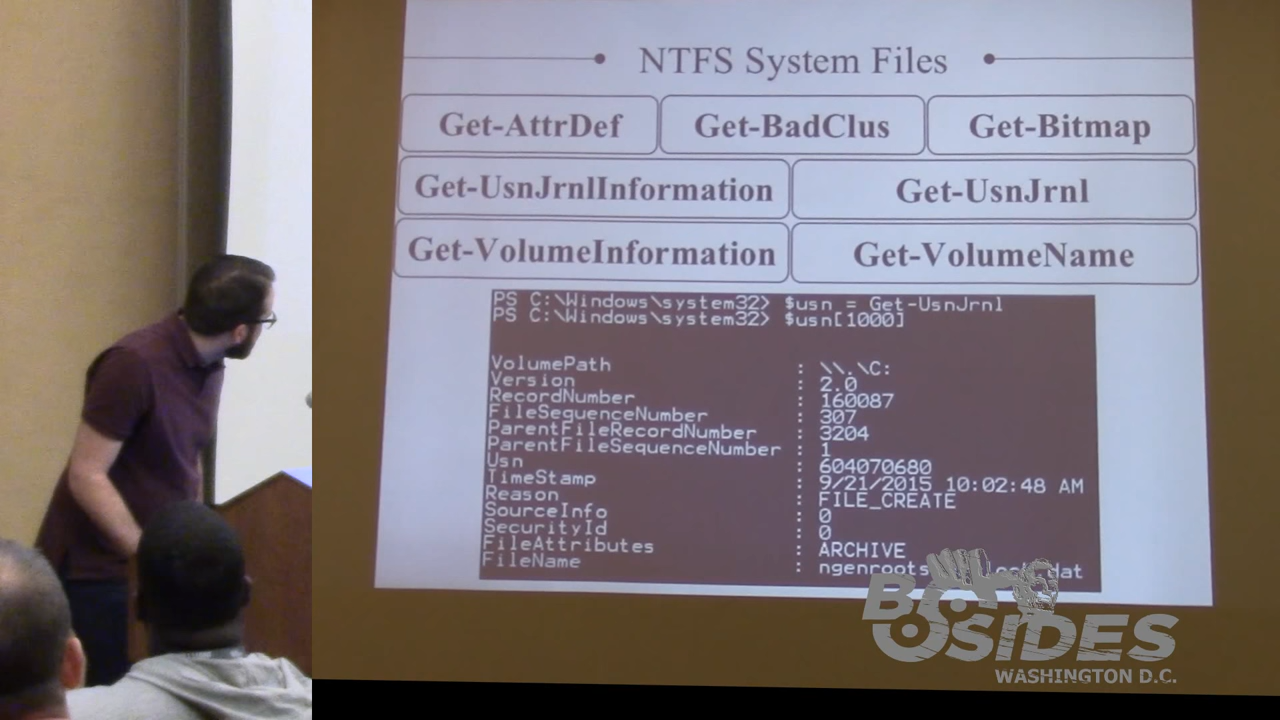 NTFS System Files
Get-AttrDef
Get-BadClus
Get-Bitmap
Get-UsnJrnlInformation
Get-UsnJrnl
Get-VolumeInformation
Get-VolumeName
PS C:\Windows\system32> $usn = Get-UsnJrnl
PS C:\Windows\system32> $usn[1000]
VolumePath : \\.\C:
Version : 2.0
RecordNumber : 160087
FileSequenceNumber : 307
ParentFileRecordNumber : 3204
ParentFileSequenceNumber : 1
Usn : 604070680
TimeStamp : 9/21/2015 10:02:48 AM
Reason : FILE_CREATE
SourceInfo : 0
SecurityId : 0
FileAttributes : ARCHIVE
FileName :
BSIDES
WASHINGTON D.C.